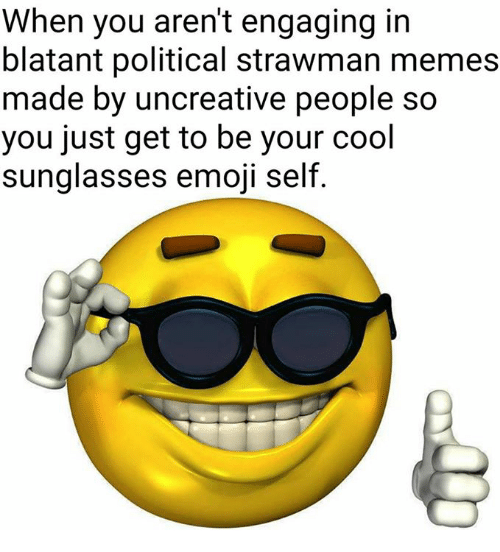 When you aren't engaging in
blatant political strawman memes
made by uncreative people so
you just get to be your cool
sunglasses emoji self.